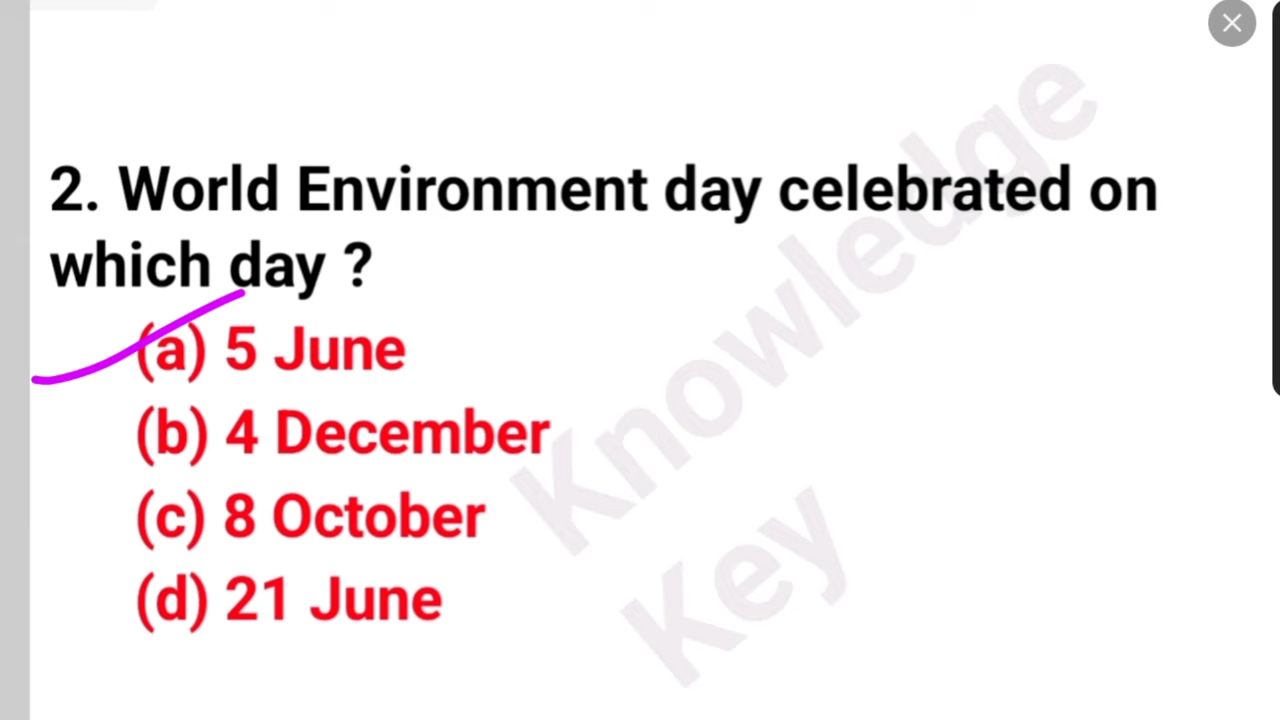 2. World Environment day celebrated on
which day ?
(a) 5 June
(b) 4 December
(c) 8 October
(d) 21 June
Knowledge
Key